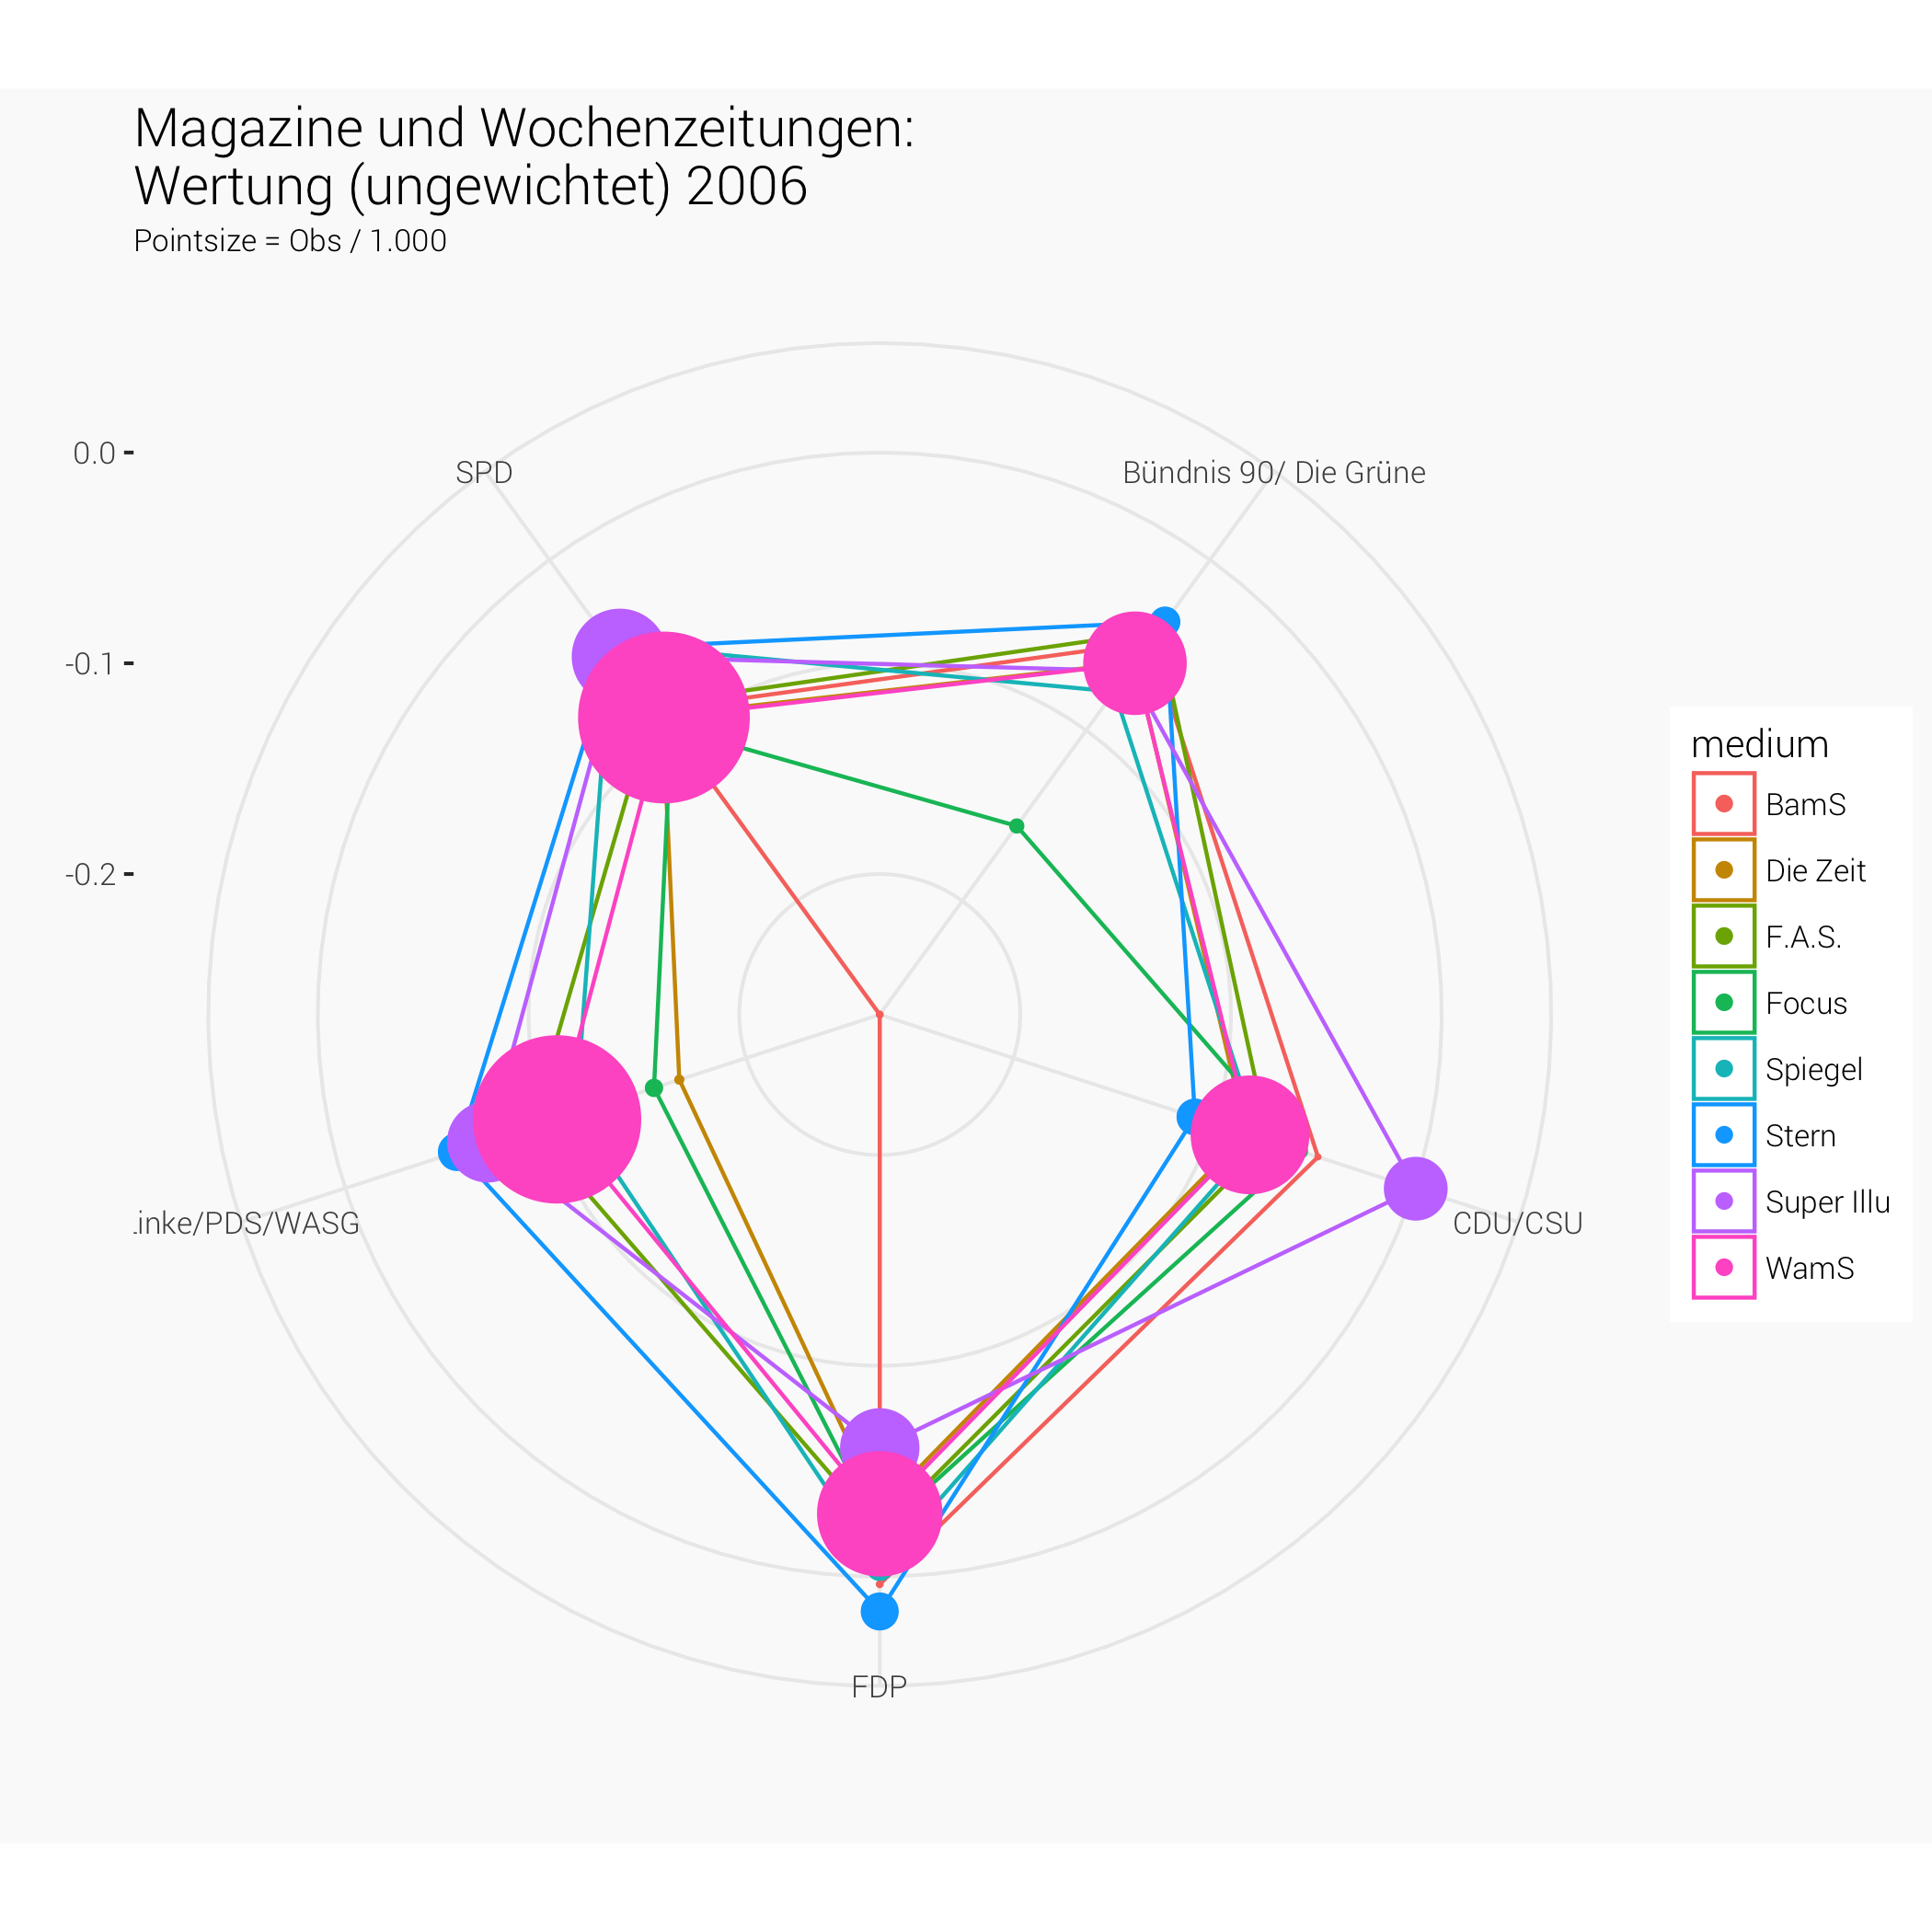 Magazine und Wochenzeitungen:
Wertung (ungewichtet) 2006
Pointsize = Obs / 1.000
0.0
-0.1
-0.2
SPD
Bündnis 90/ Die Grüne
inke/PDS/WASG
CDU/CSU
FDP
medium
BamS
Die Zeit
F.A.S.
Focus
Spiegel
Stern
Super Illu
WamS